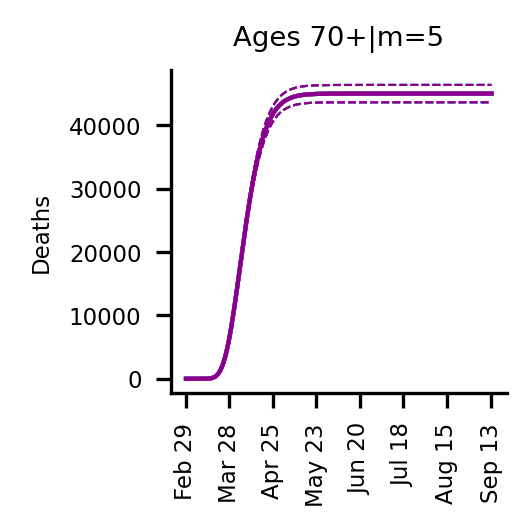 Ages 70+|m=5
Deaths
40000
30000
20000
10000
0
Feb 29
Mar 28
Apr 25
May 23
Jun 20
Jul 18
Aug 15
Sep 13